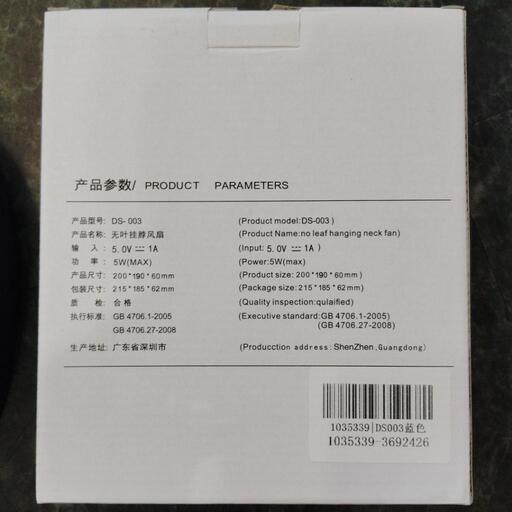 产品参数/ PRODUCT PARAMETERS
产品型号: DS- 003 (Product model:DS-003 )
产品名称: 无叶挂脖风扇 (Product Name:no leaf hanging neck fan)
输 入: 5.0V ⎓ 1A (Input: 5.0V ⎓ 1A)
功 率: 5W(MAX) (Power:5W(max)
产品尺寸: 200*190*60mm (Product size: 200*190*60mm)
包装尺寸: 215*185*62mm (Package size: 215*185*62mm)
质 检: 合格 (Quality inspection:qulaified)
执行标准: GB 4706.1-2005 (Executive standard:GB 4706.1-2005)
GB 4706.27-2008 (GB 4706.27-2008)
生产地址: 广东省深圳市 (Producction address: ShenZhen,Guangdong)
1035339|DS003蓝色
1035339-3692426